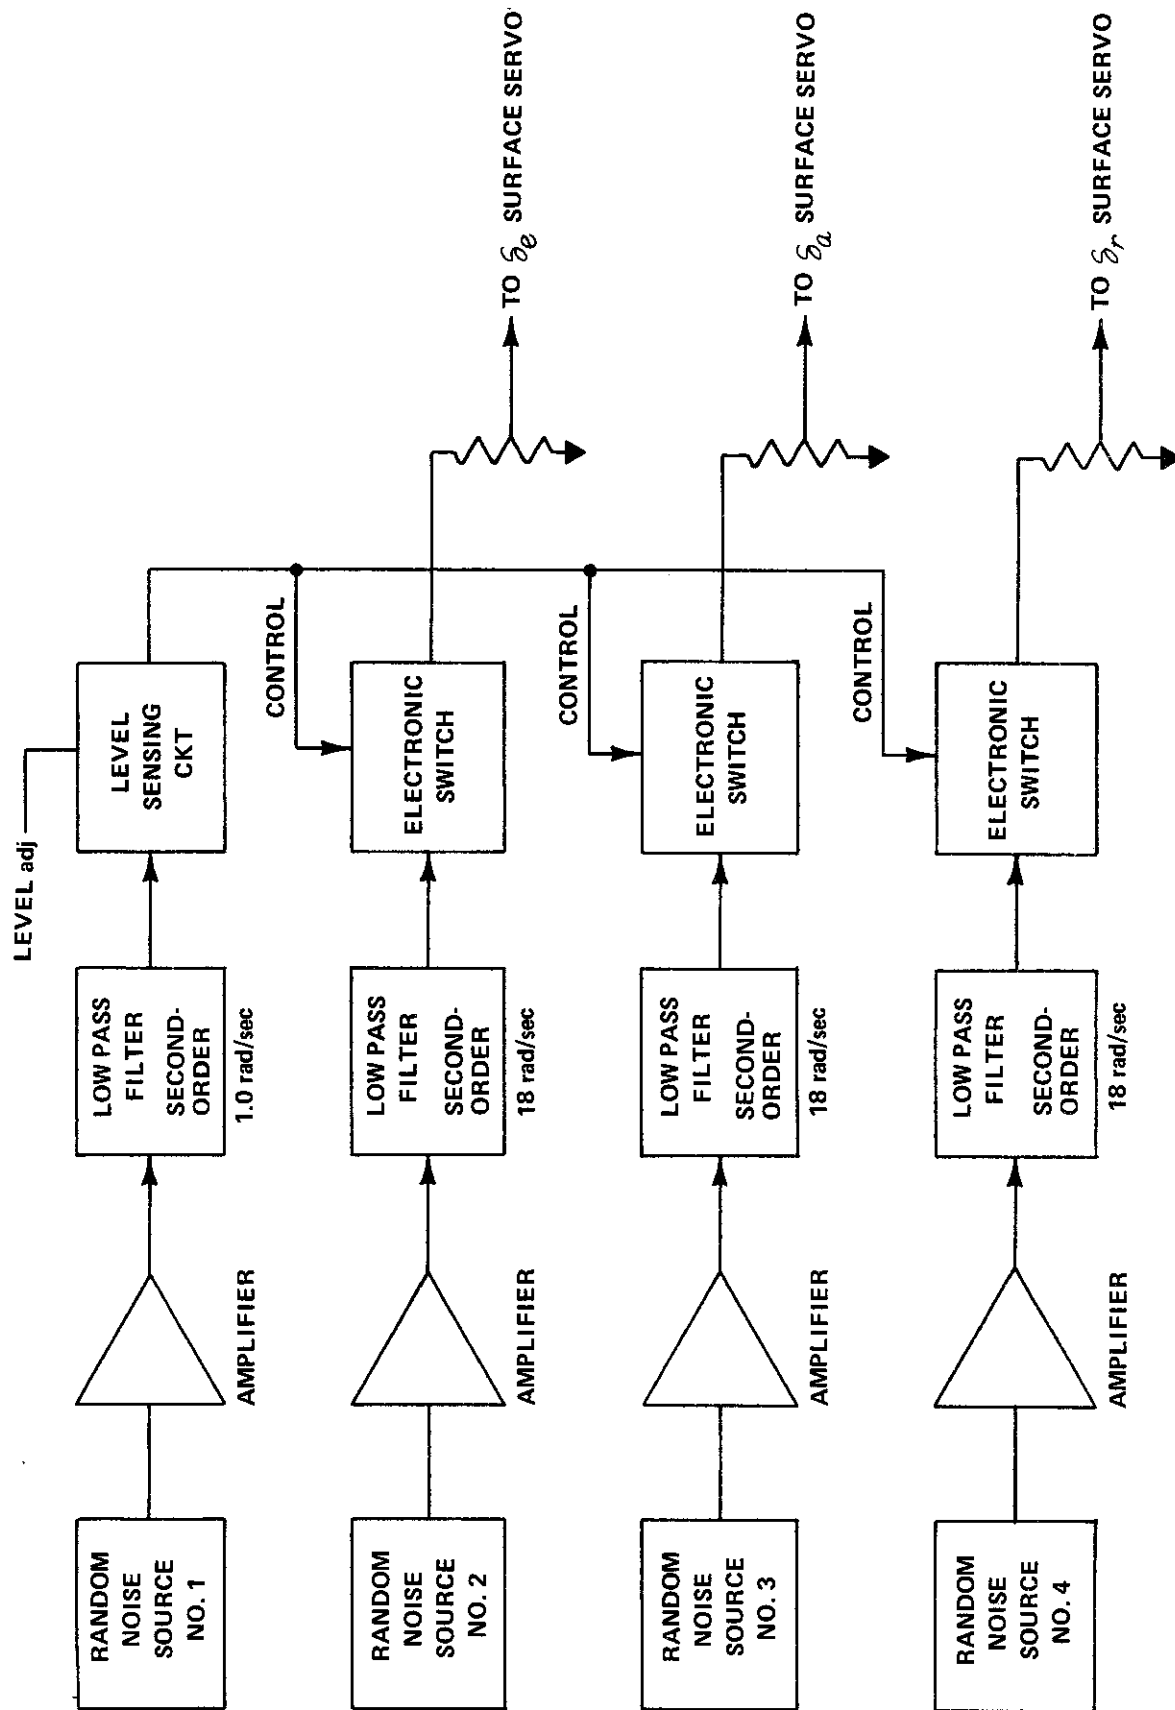 LEVEL adj
RANDOM
NOISE
SOURCE
NO. 1
AMPLIFIER
LOW PASS
FILTER
SECOND-
ORDER
1.0 rad/sec
LEVEL
SENSING
CKT
RANDOM
NOISE
SOURCE
NO. 2
AMPLIFIER
LOW PASS
FILTER
SECOND-
ORDER
18 rad/sec
CONTROL
ELECTRONIC
SWITCH
TO δe SURFACE SERVO
RANDOM
NOISE
SOURCE
NO. 3
AMPLIFIER
LOW PASS
FILTER
SECOND-
ORDER
18 rad/sec
CONTROL
ELECTRONIC
SWITCH
TO δa SURFACE SERVO
RANDOM
NOISE
SOURCE
NO. 4
AMPLIFIER
LOW PASS
FILTER
SECOND-
ORDER
18 rad/sec
CONTROL
ELECTRONIC
SWITCH
TO δr SURFACE SERVO